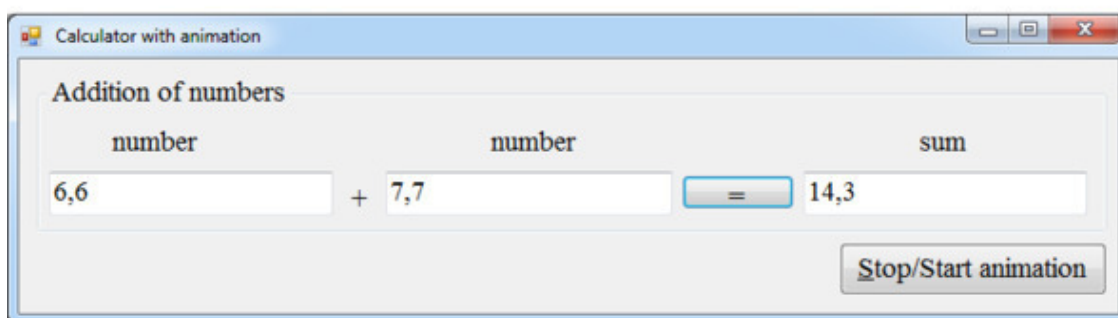 Calculator with animation
Addition of numbers
number number sum
6,6 + 7,7 = 14,3
Stop/Start animation